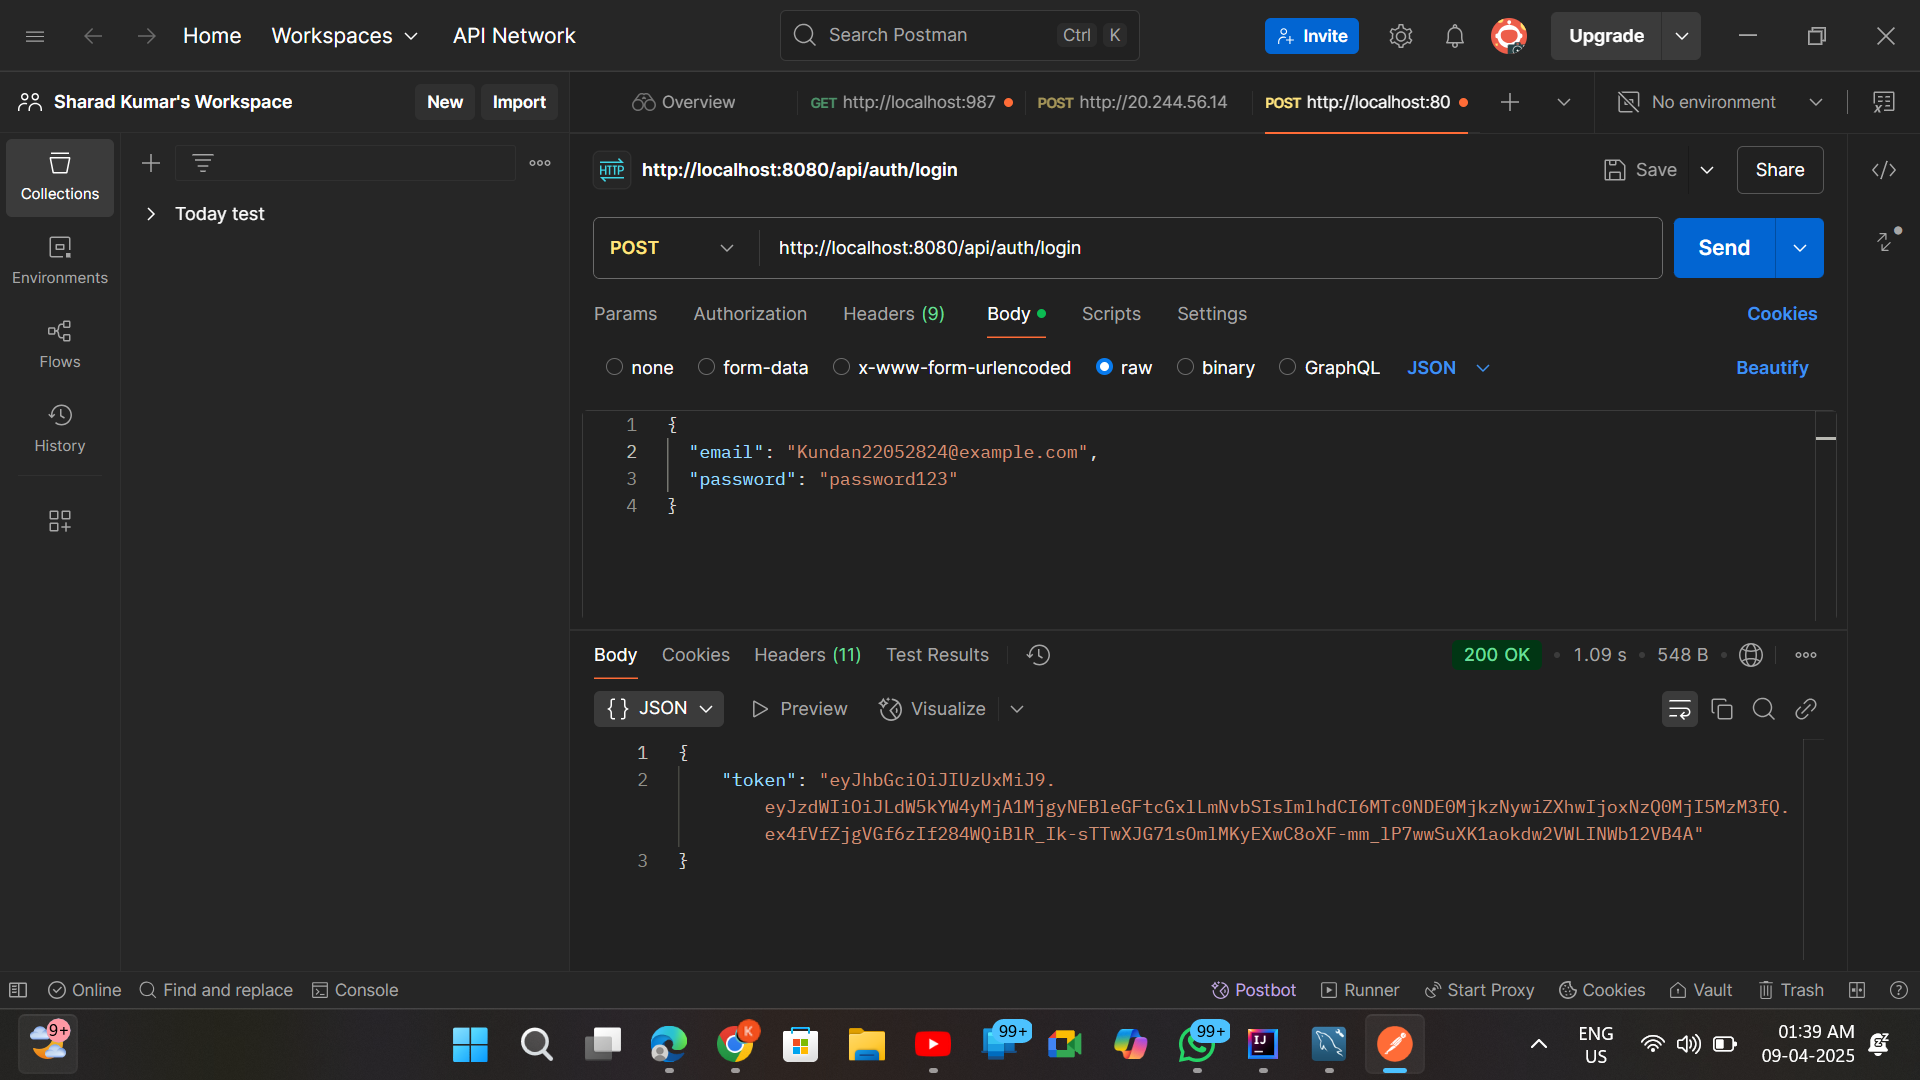 Home
Workspaces
API Network
Search Postman
Ctrl K
Invite
Upgrade
Sharad Kumar's Workspace
New
Import
Overview
GET http://localhost:987
POST http://20.244.56.14
POST http://localhost:80
No environment
Collections
Environments
Flows
History
Today test
HTTP
http://localhost:8080/api/auth/login
Save
Share
POST
http://localhost:8080/api/auth/login
Send
Params
Authorization
Headers (9)
Body
Scripts
Settings
Cookies
none
form-data
x-www-form-urlencoded
raw
binary
GraphQL
JSON
Beautify
1 {
2 "email": "Kundan22052824@example.com",
3 "password": "password123"
4 }
Body
Cookies
Headers (11)
Test Results
200 OK
1.09 s
548 B
{} JSON
Preview
Visualize
1 {
2 "token": "eyJhbGciOiJIUzUxMiJ9.
eyJzdWIiOiJLdW5kYW4yMjA1MjgyNEBleGFtcGxlLmNvbSIsImlhdCI6MTc0NDE0MjkzNywiZXhwIjoxNzQ0MjI5MzM3fQ.
ex4fVfZjgVGf6zIf284WQiBlR_Ik-sTTwXJG71sOmlMKyEXwC8oXF-mm_lP7wwSuXK1aokdw2VWLINWb12VB4A"
3 }
Online
Find and replace
Console
Postbot
Runner
Start Proxy
Cookies
Vault
Trash
9+
K
99+
99+
IJ
ENG
US
01:39 AM
09-04-2025